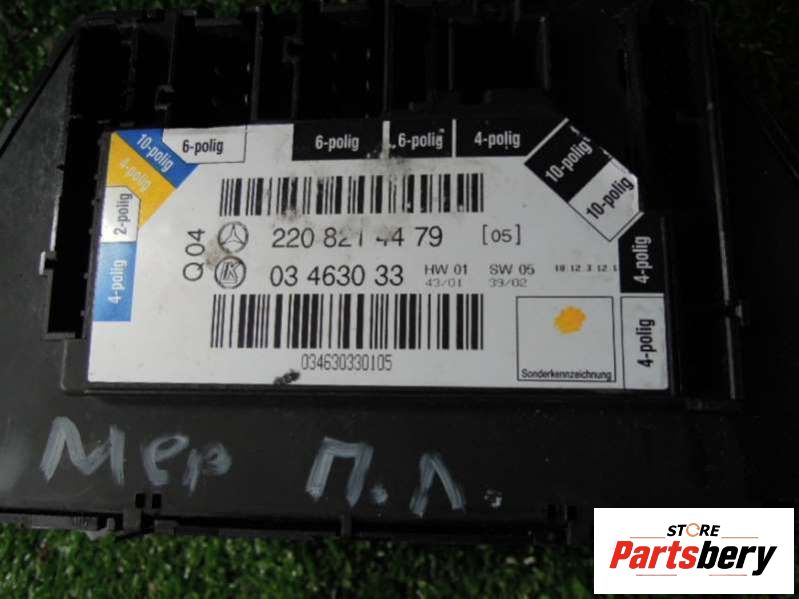 10-polig
4-polig
2-polig
4-polig
6-polig
6-polig
6-polig
4-polig
10-polig
10-polig
4-polig
4-polig
Q04
220 821 44 79 [05]
03 4630 33 HW 01 SW 05
43/01 39/02
034630330105
Sonderkennzeichnung
Мер П.Л.
STORE
Partsbery